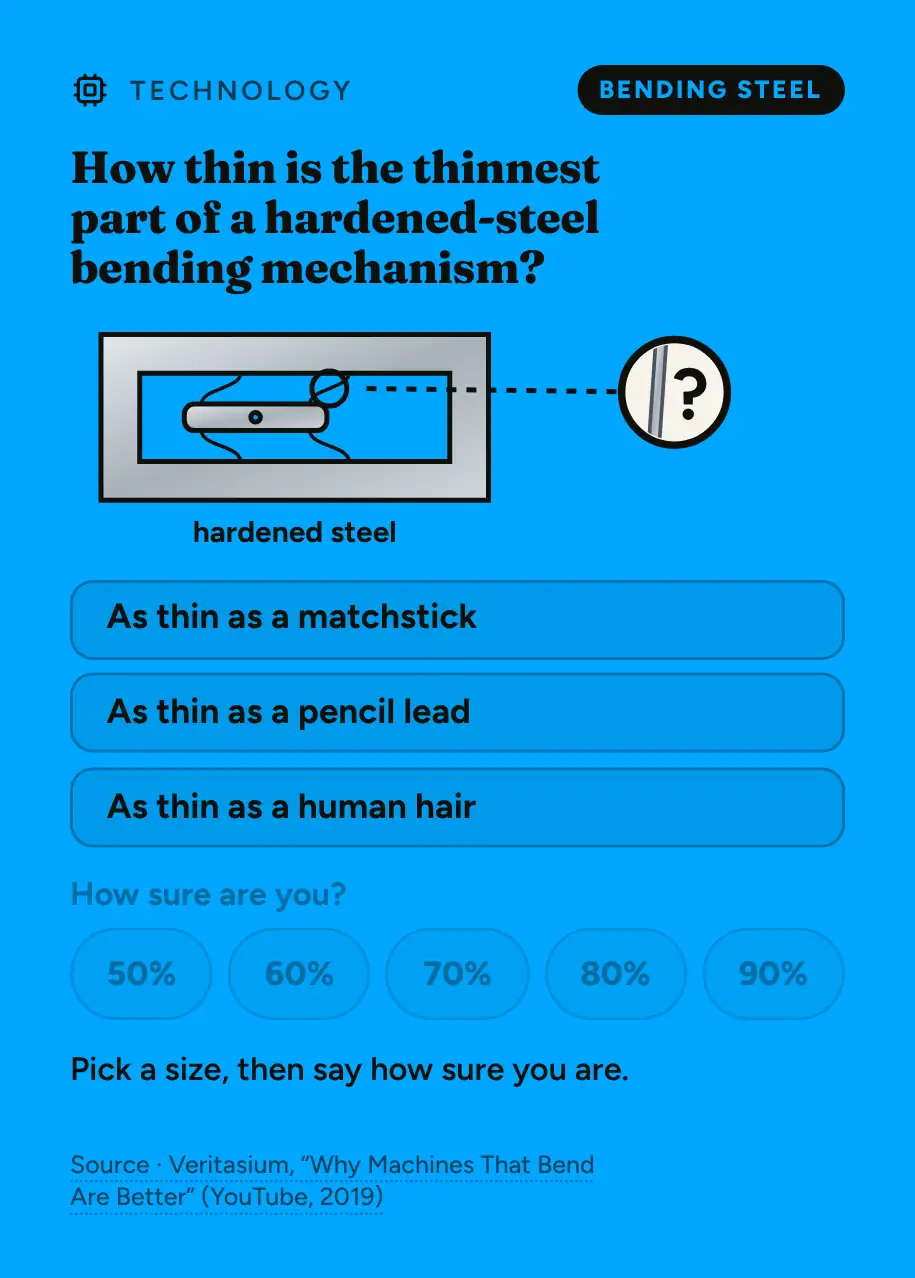 TECHNOLOGY
BENDING STEEL
How thin is the thinnest
part of a hardened-steel
bending mechanism?
?
hardened steel
As thin as a matchstick
As thin as a pencil lead
As thin as a human hair
How sure are you?
50%
60%
70%
80%
90%
Pick a size, then say how sure you are.
Source · Veritasium, “Why Machines That Bend
Are Better” (YouTube, 2019)